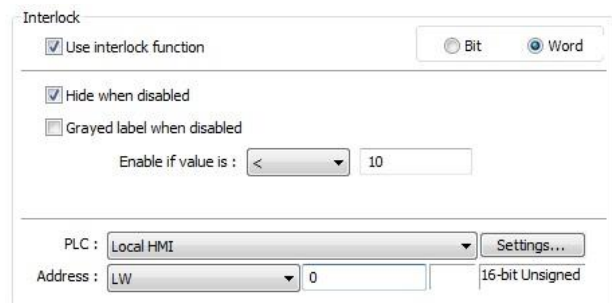 Interlock
Use interlock function
Bit
Word
Hide when disabled
Grayed label when disabled
Enable if value is : < 10
PLC : Local HMI Settings...
Address : LW 0 16-bit Unsigned